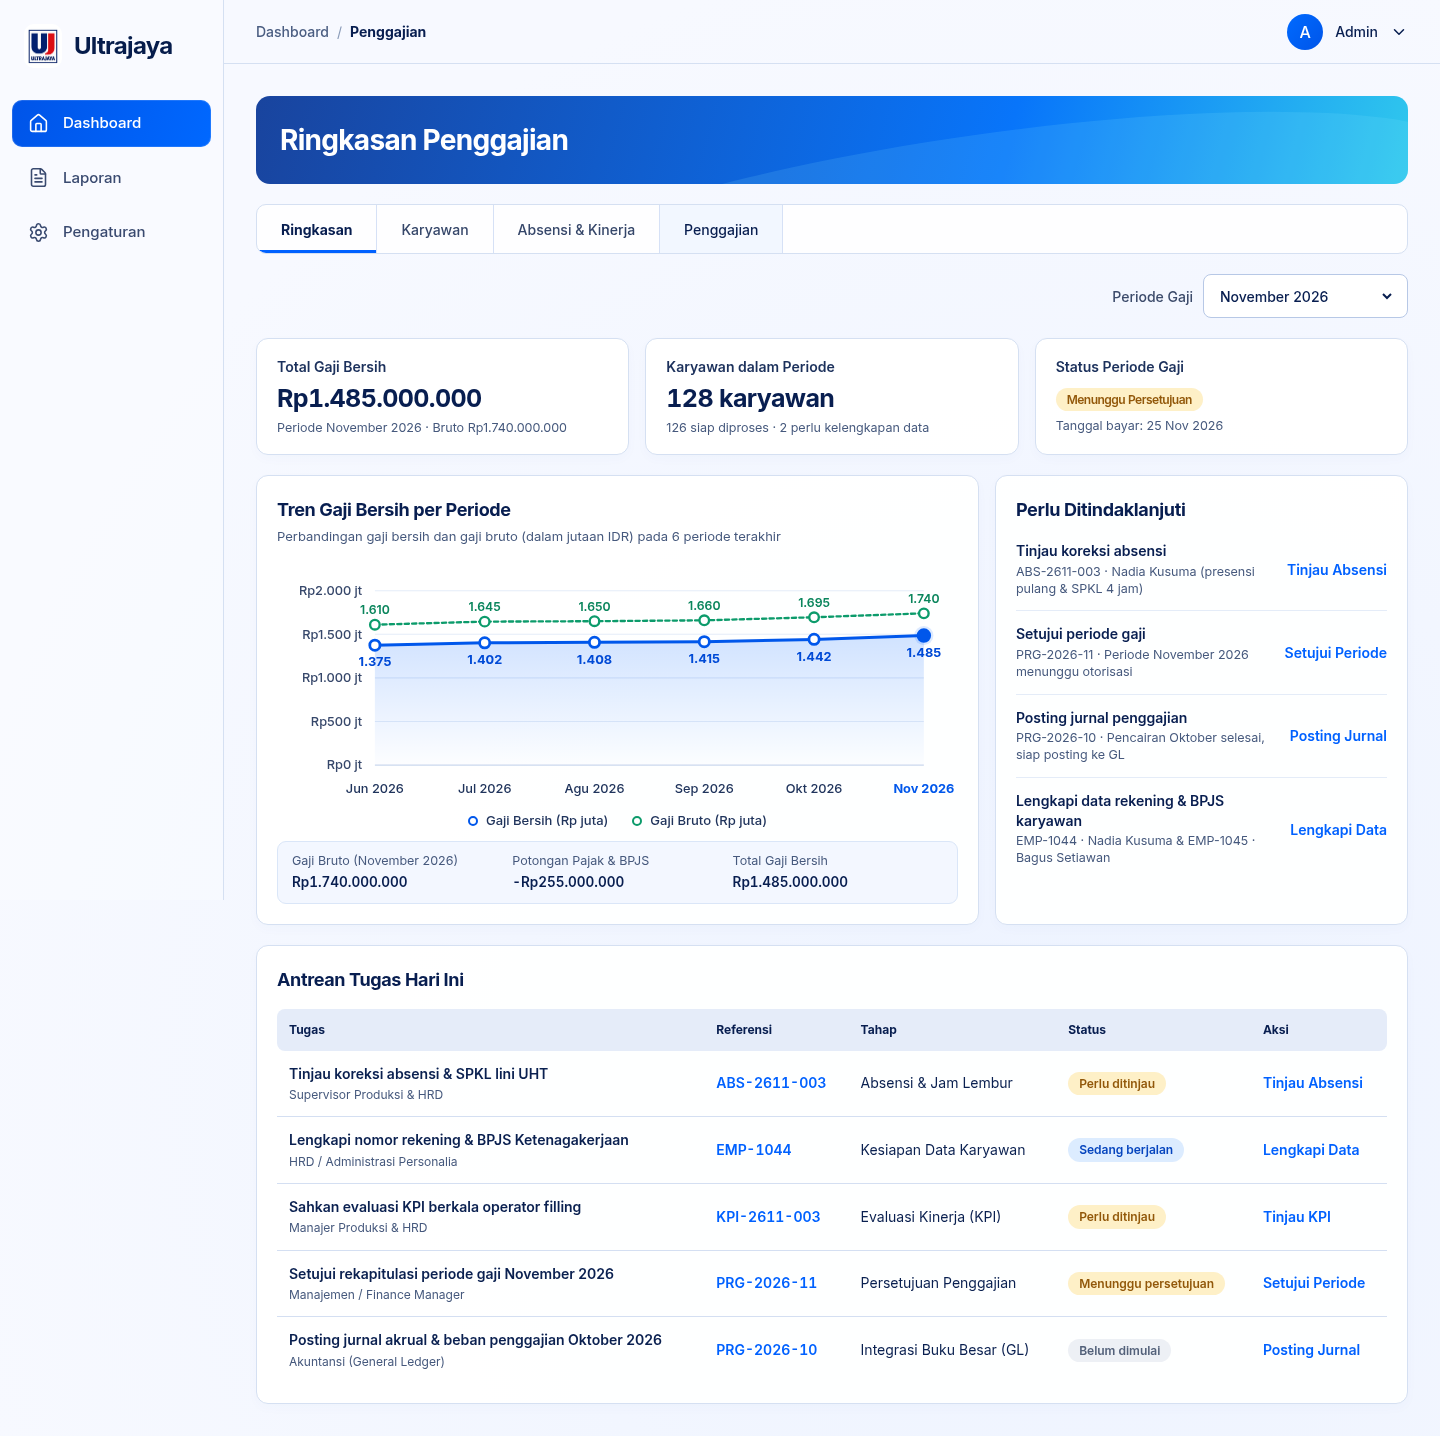 ULTRAJAYA
Ultrajaya
Dashboard
Laporan
Pengaturan
Dashboard / Penggajian
A Admin
Ringkasan Penggajian
Ringkasan Karyawan Absensi & Kinerja Penggajian
Periode Gaji November 2026
Total Gaji Bersih
Rp1.485.000.000
Periode November 2026 · Bruto Rp1.740.000.000
Karyawan dalam Periode
128 karyawan
126 siap diproses · 2 perlu kelengkapan data
Status Periode Gaji
Menunggu Persetujuan
Tanggal bayar: 25 Nov 2026
Tren Gaji Bersih per Periode
Perbandingan gaji bersih dan gaji bruto (dalam jutaan IDR) pada 6 periode terakhir
Rp2.000 jt
Rp1.500 jt
Rp1.000 jt
Rp500 jt
Rp0 jt
1.610 1.645 1.650 1.660 1.695 1.740
1.375 1.402 1.408 1.415 1.442 1.485
Jun 2026 Jul 2026 Agu 2026 Sep 2026 Okt 2026 Nov 2026
Gaji Bersih (Rp juta) Gaji Bruto (Rp juta)
Gaji Bruto (November 2026) Potongan Pajak & BPJS Total Gaji Bersih
Rp1.740.000.000 -Rp255.000.000 Rp1.485.000.000
Perlu Ditindaklanjuti
Tinjau koreksi absensi
ABS-2611-003 · Nadia Kusuma (presensi
pulang & SPKL 4 jam)
Tinjau Absensi
Setujui periode gaji
PRG-2026-11 · Periode November 2026
menunggu otorisasi
Setujui Periode
Posting jurnal penggajian
PRG-2026-10 · Pencairan Oktober selesai,
siap posting ke GL
Posting Jurnal
Lengkapi data rekening & BPJS
karyawan
EMP-1044 · Nadia Kusuma & EMP-1045 ·
Bagus Setiawan
Lengkapi Data
Antrean Tugas Hari Ini
Tugas Referensi Tahap Status Aksi
Tinjau koreksi absensi & SPKL lini UHT
Supervisor Produksi & HRD
ABS-2611-003 Absensi & Jam Lembur Perlu ditinjau Tinjau Absensi
Lengkapi nomor rekening & BPJS Ketenagakerjaan
HRD / Administrasi Personalia
EMP-1044 Kesiapan Data Karyawan Sedang berjalan Lengkapi Data
Sahkan evaluasi KPI berkala operator filling
Manajer Produksi & HRD
KPI-2611-003 Evaluasi Kinerja (KPI) Perlu ditinjau Tinjau KPI
Setujui rekapitulasi periode gaji November 2026
Manajemen / Finance Manager
PRG-2026-11 Persetujuan Penggajian Menunggu persetujuan Setujui Periode
Posting jurnal akrual & beban penggajian Oktober 2026
Akuntansi (General Ledger)
PRG-2026-10 Integrasi Buku Besar (GL) Belum dimulai Posting Jurnal